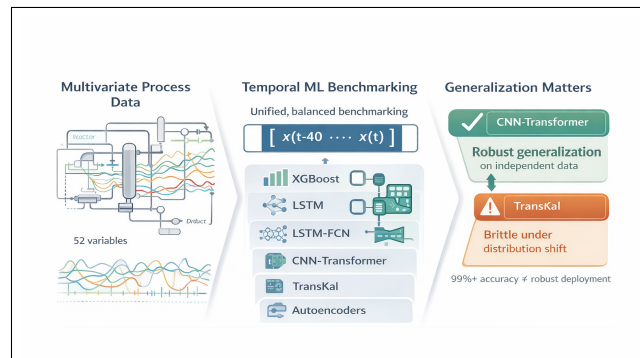 Multivariate Process
Data
Reactor
52 variables
Temporal ML Benchmarking
Unified, balanced benchmarking
[ x(t-40 ···· x(t) ]
XGBoost
LSTM
LSTM-FCN
CNN-Transformer
TransKal
Autoencoders
Generalization Matters
CNN-Transformer
Robust generalization
on independent data
TransKal
Brittle under
distribution shift
99%+ accuracy ≠ robust deployment